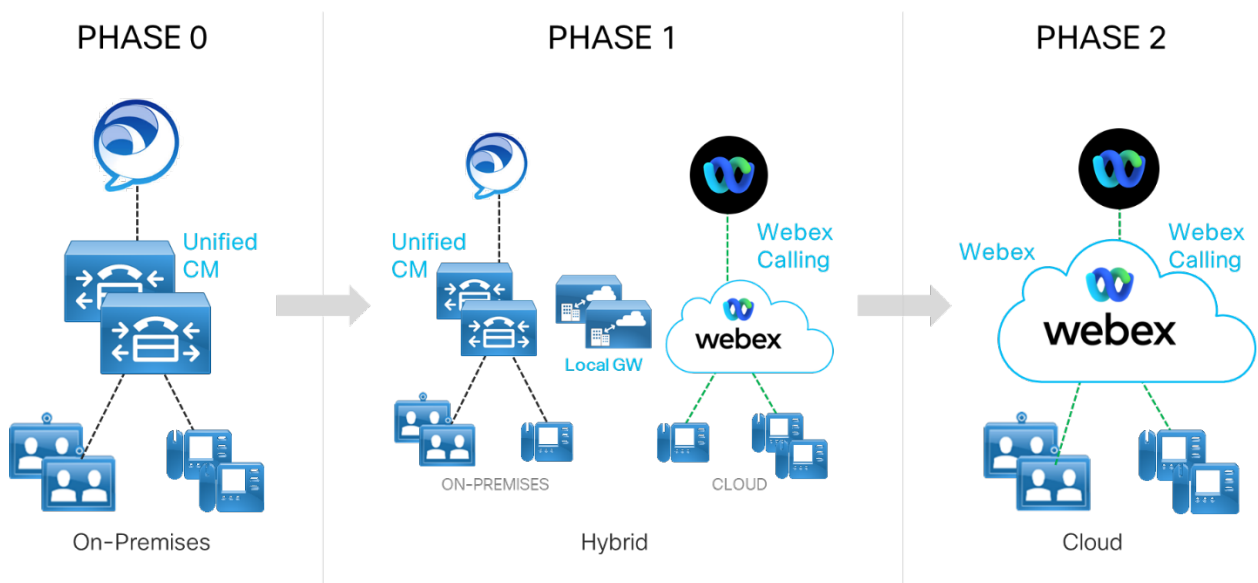 PHASE 0
Unified
CM
On-Premises
PHASE 1
Unified
CM
Local GW
Webex
Calling
webex
ON-PREMISES
CLOUD
Hybrid
PHASE 2
Webex
Webex
Calling
webex
Cloud